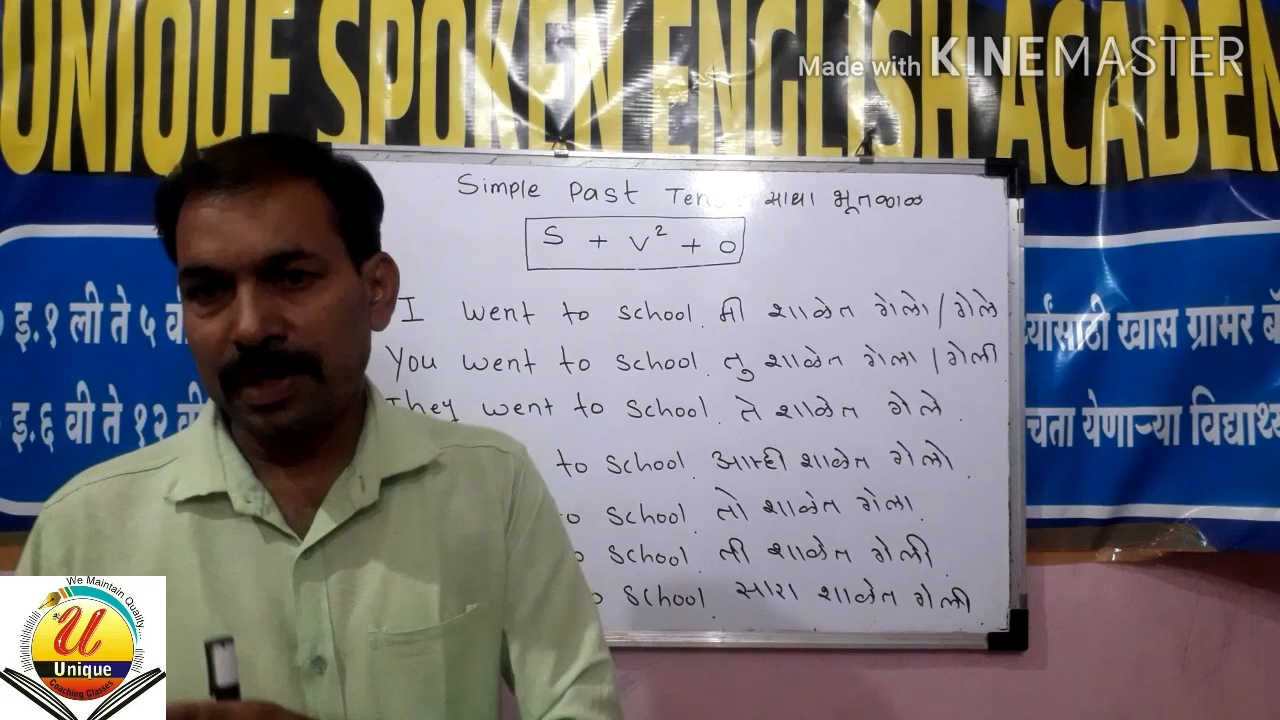 UNIQUE SPOKEN ENGLISH ACADEM
Made with KINEMASTER
Simple Past Ten साधा भूतकाळ
S + V² + O
I went to school. मी शाळेत गेलो/गेले
You went to school. तु शाळेत गेला/गेली
They went to school. ते शाळेत गेले.
to school. आम्ही शाळेत गेलो.
to school. तो शाळेत गेला.
school. ती शाळेत गेली.
school सारा शाळेत गेली
इ.१ ली ते ५ वी
इ.६ वी ते १२ वी
र्थ्यांसाठी खास ग्रामर बॅ
चता येणाऱ्या विद्यार्थ्
We Maintain Quality...
U
Unique
Coaching Classes